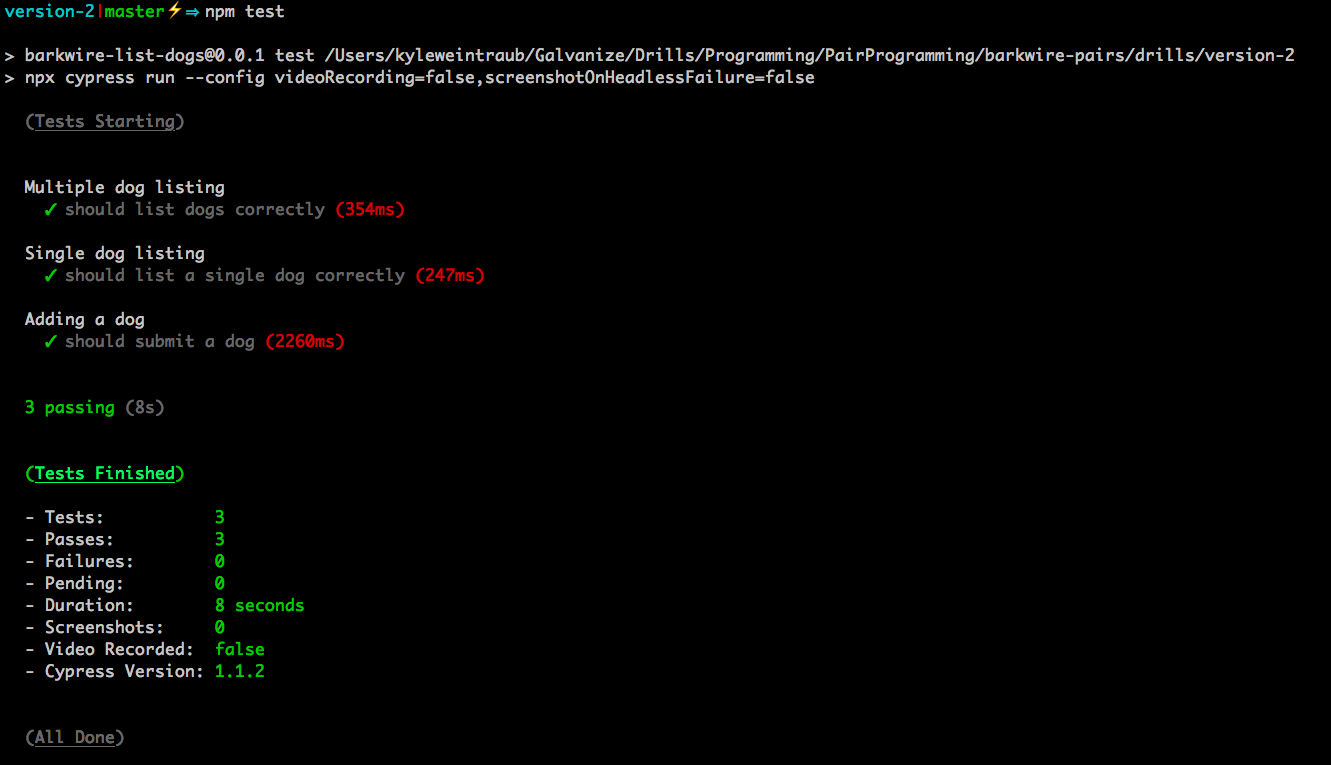 version-2|master⚡⇒ npm test
> barkwire-list-dogs@0.0.1 test /Users/kyleweintraub/Galvanize/Drills/Programming/PairProgramming/barkwire-pairs/drills/version-2
> npx cypress run --config videoRecording=false,screenshotOnHeadlessFailure=false
(Tests Starting)
Multiple dog listing
✓ should list dogs correctly (354ms)
Single dog listing
✓ should list a single dog correctly (247ms)
Adding a dog
✓ should submit a dog (2260ms)
3 passing (8s)
(Tests Finished)
- Tests: 3
- Passes: 3
- Failures: 0
- Pending: 0
- Duration: 8 seconds
- Screenshots: 0
- Video Recorded: false
- Cypress Version: 1.1.2
(All Done)